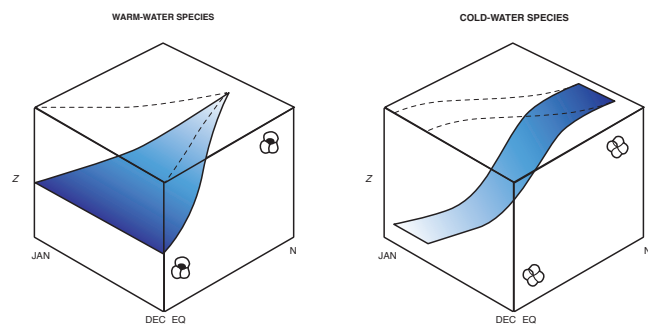 WARM-WATER SPECIES
COLD-WATER SPECIES
Z
JAN
DEC EQ
N
Z
JAN
DEC EQ
N